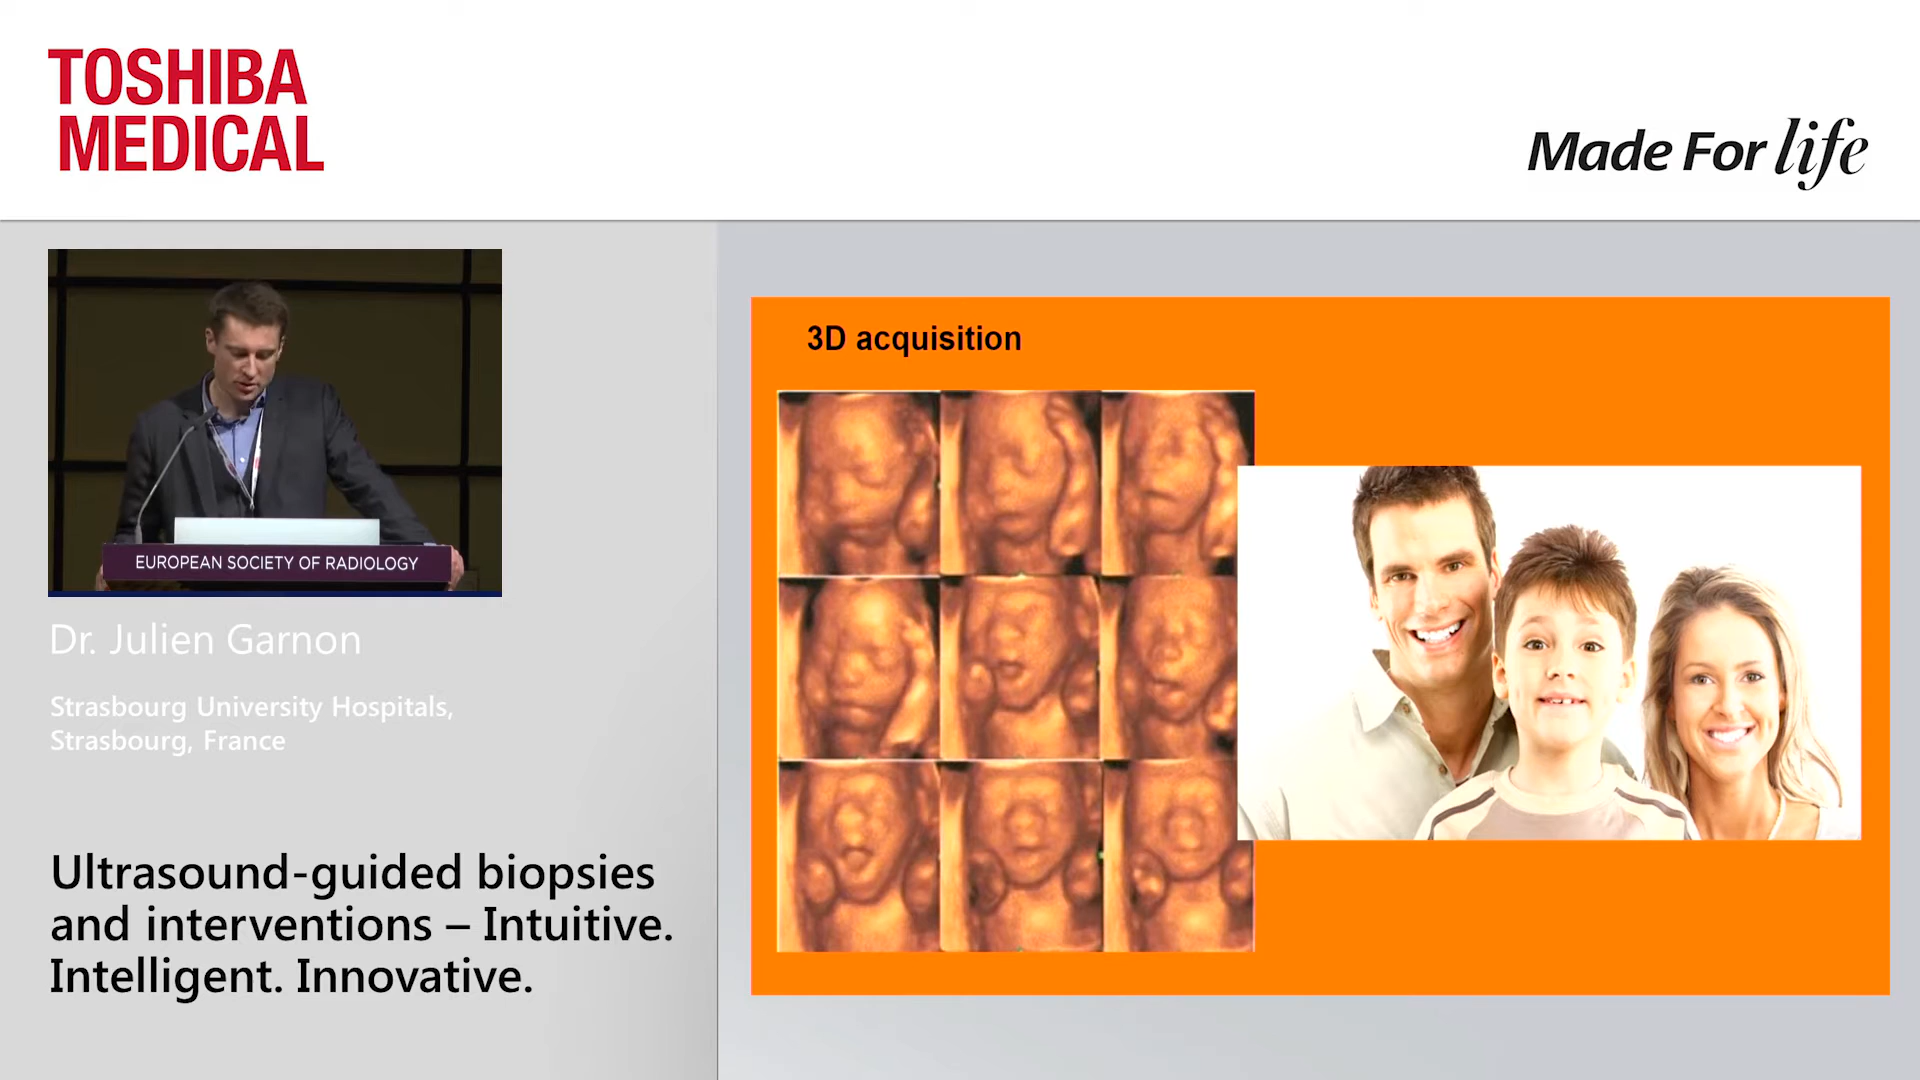 TOSHIBA
MEDICAL
Made For life
EUROPEAN SOCIETY OF RADIOLOGY
Dr. Julien Garnon
Strasbourg University Hospitals,
Strasbourg, France
Ultrasound-guided biopsies
and interventions – Intuitive.
Intelligent. Innovative.
3D acquisition